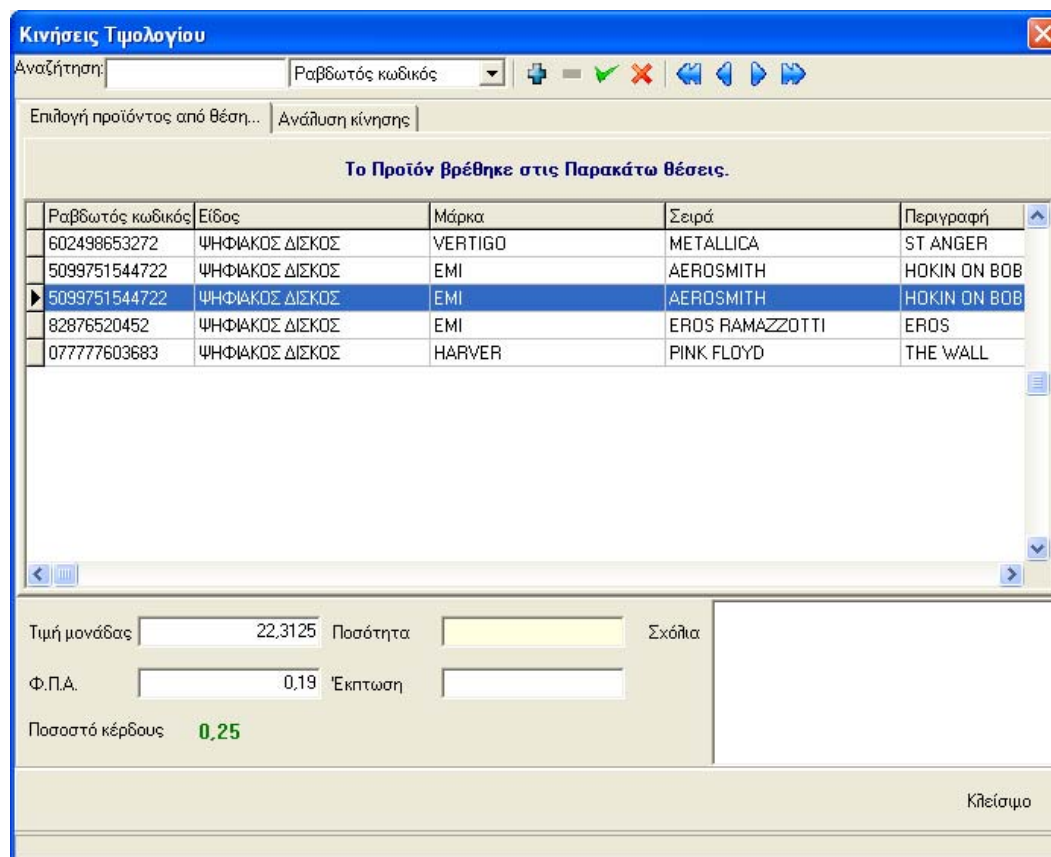 Κινήσεις Τιμολογίου
Αναζήτηση: Ραβδωτός κωδικός
Επιλογή προϊόντος από θέση... Ανάλυση κίνησης
Το Προϊόν βρέθηκε στις Παρακάτω θέσεις.
Ραβδωτός κωδικός Είδος Μάρκα Σειρά Περιγραφή
602498653272 ΨΗΦΙΑΚΟΣ ΔΙΣΚΟΣ VERTIGO METALLICA ST ANGER
5099751544722 ΨΗΦΙΑΚΟΣ ΔΙΣΚΟΣ EMI AEROSMITH HOKIN ON BOB
5099751544722 ΨΗΦΙΑΚΟΣ ΔΙΣΚΟΣ EMI AEROSMITH HOKIN ON BOB
82876520452 ΨΗΦΙΑΚΟΣ ΔΙΣΚΟΣ EMI EROS RAMAZZOTTI EROS
077777603683 ΨΗΦΙΑΚΟΣ ΔΙΣΚΟΣ HARVER PINK FLOYD THE WALL
Τιμή μονάδας 22,3125 Ποσότητα Σχόλια
Φ.Π.Α. 0,19 Έκπτωση
Ποσοστό κέρδους 0,25
Κλείσιμο